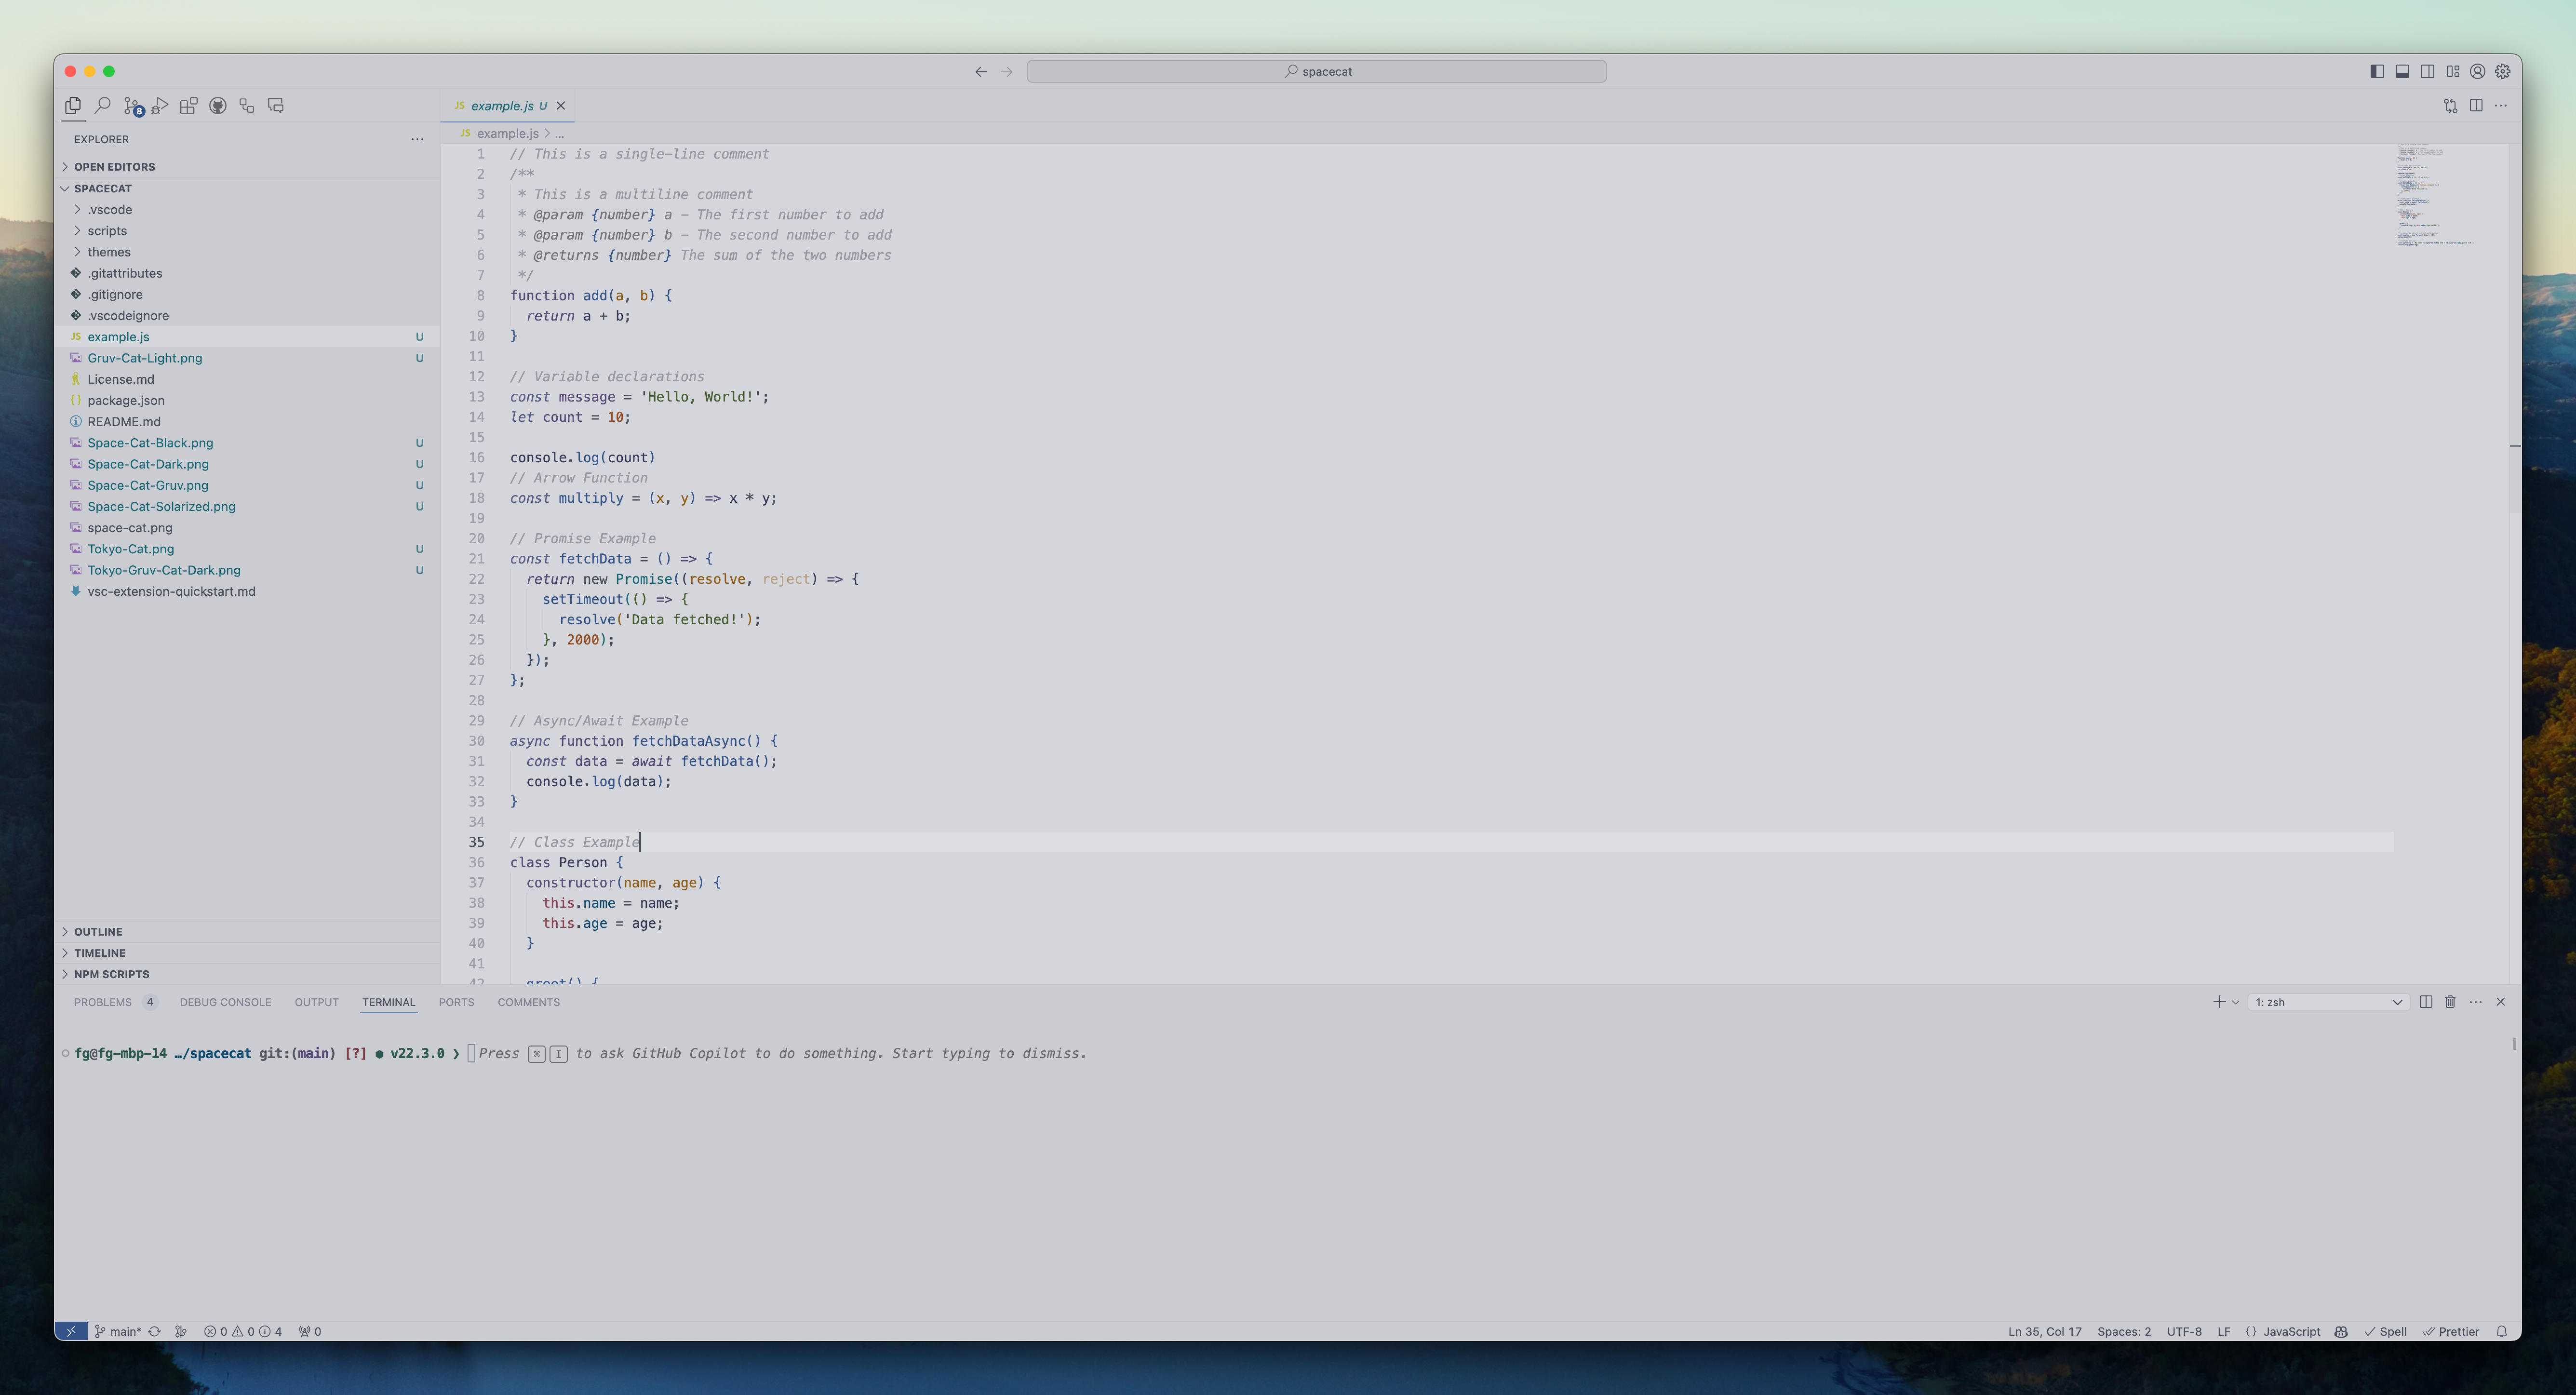 spacecat
8
JS example.js U
EXPLORER
JS example.js > ...
OPEN EDITORS
SPACECAT
.vscode
scripts
themes
.gitattributes
.gitignore
.vscodeignore
JS example.js U
Gruv-Cat-Light.png U
License.md
{} package.json
README.md
Space-Cat-Black.png U
Space-Cat-Dark.png U
Space-Cat-Gruv.png U
Space-Cat-Solarized.png U
space-cat.png
Tokyo-Cat.png U
Tokyo-Gruv-Cat-Dark.png U
vsc-extension-quickstart.md
OUTLINE
TIMELINE
NPM SCRIPTS
1 // This is a single-line comment
2 /**
3  * This is a multiline comment
4  * @param {number} a - The first number to add
5  * @param {number} b - The second number to add
6  * @returns {number} The sum of the two numbers
7  */
8 function add(a, b) {
9   return a + b;
10 }
11
12 // Variable declarations
13 const message = 'Hello, World!';
14 let count = 10;
15
16 console.log(count)
17 // Arrow Function
18 const multiply = (x, y) => x * y;
19
20 // Promise Example
21 const fetchData = () => {
22   return new Promise((resolve, reject) => {
23     setTimeout(() => {
24       resolve('Data fetched!');
25     }, 2000);
26   });
27 };
28
29 // Async/Await Example
30 async function fetchDataAsync() {
31   const data = await fetchData();
32   console.log(data);
33 }
34
35 // Class Example
36 class Person {
37   constructor(name, age) {
38     this.name = name;
39     this.age = age;
40   }
41
42   greet() {
PROBLEMS 4 DEBUG CONSOLE OUTPUT TERMINAL PORTS COMMENTS
1: zsh
fg@fg-mbp-14 …/spacecat git:(main) [?] ● v22.3.0 ❯ Press ⌘ I to ask GitHub Copilot to do something. Start typing to dismiss.
main* 0 0 4 0
Ln 35, Col 17 Spaces: 2 UTF-8 LF {} JavaScript Spell Prettier